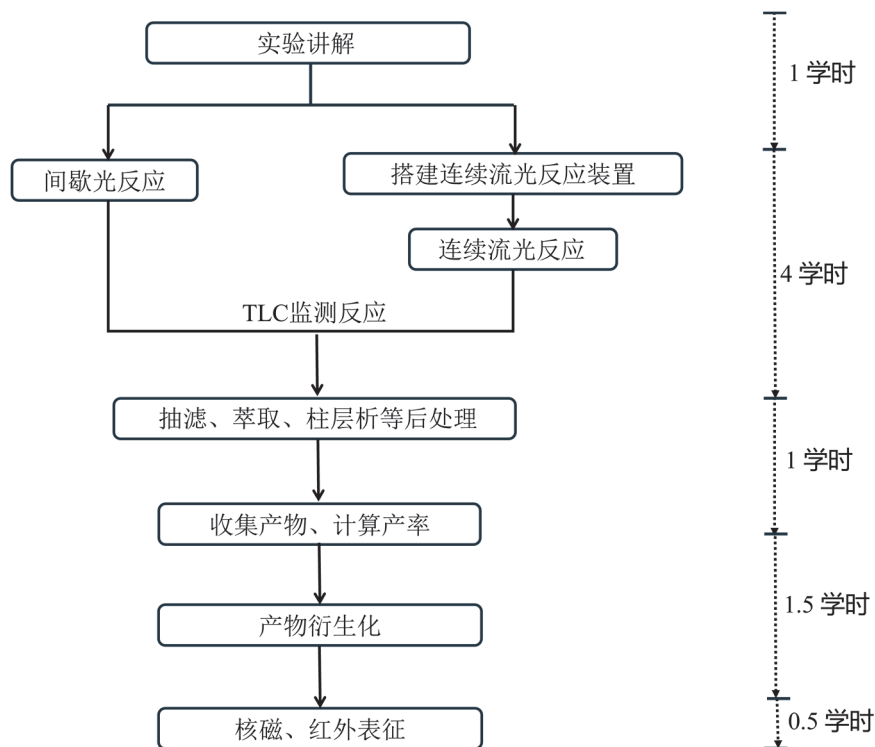 实验讲解
1 学时
间歇光反应
搭建连续流光反应装置
连续流光反应
4 学时
TLC监测反应
抽滤、萃取、柱层析等后处理
1 学时
收集产物、计算产率
1.5 学时
产物衍生化
核磁、红外表征
0.5 学时